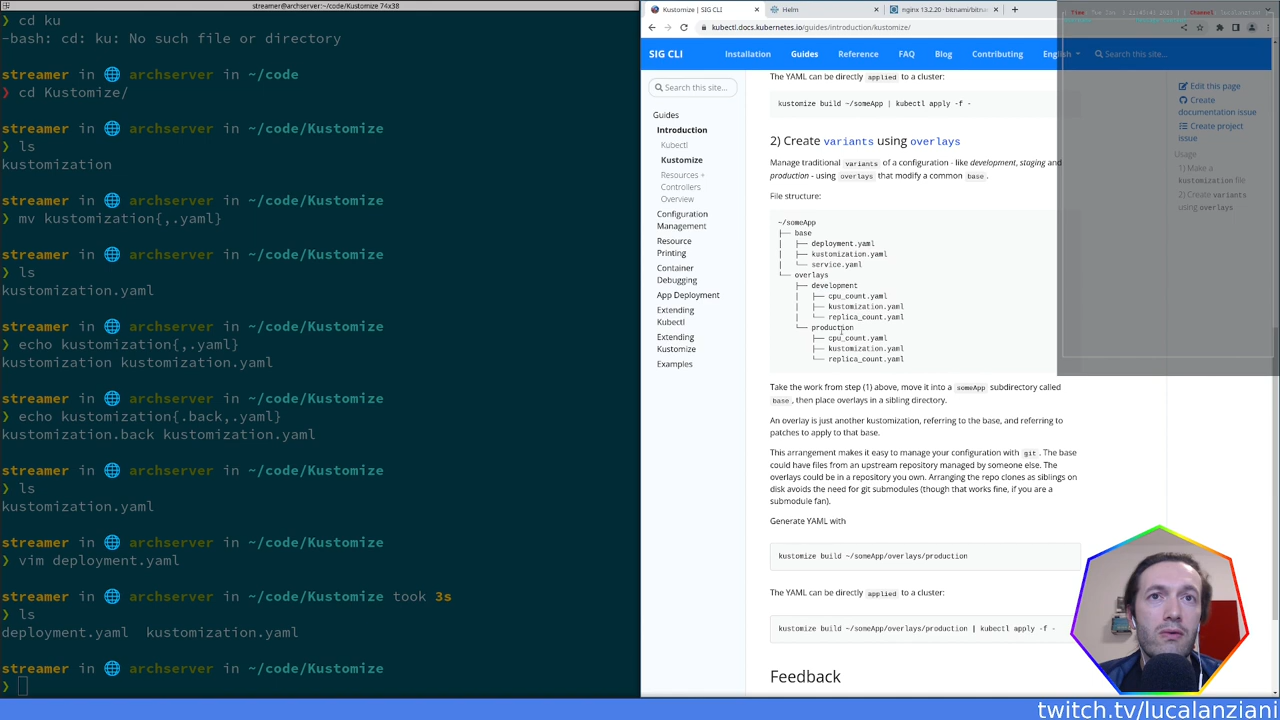 streamer@archserver:~/code/Kustomize 74x38
cd ku
-bash: cd: ku: No such file or directory
streamer in 🌐 archserver in ~/code
❯ cd Kustomize/
streamer in 🌐 archserver in ~/code/Kustomize
❯ ls
kustomization
streamer in 🌐 archserver in ~/code/Kustomize
❯ mv kustomization{,.yaml}
streamer in 🌐 archserver in ~/code/Kustomize
❯ ls
kustomization.yaml
streamer in 🌐 archserver in ~/code/Kustomize
❯ echo kustomization{,.yaml}
kustomization kustomization.yaml
streamer in 🌐 archserver in ~/code/Kustomize
❯ echo kustomization{.back,.yaml}
kustomization.back kustomization.yaml
streamer in 🌐 archserver in ~/code/Kustomize
❯ ls
kustomization.yaml
streamer in 🌐 archserver in ~/code/Kustomize
❯ vim deployment.yaml
streamer in 🌐 archserver in ~/code/Kustomize took 3s
❯ ls
deployment.yaml  kustomization.yaml
streamer in 🌐 archserver in ~/code/Kustomize
❯
Kustomize | SIG CLI
Helm
nginx 13.2.20 · bitnami/bitn
kubectl.docs.kubernetes.io/guides/introduction/kustomize/
SIG CLI
Installation
Guides
Reference
FAQ
Blog
Contributing
English
Search this site…
Search this site…
Guides
Introduction
Kubectl
Kustomize
Resources +
Controllers
Overview
Configuration
Management
Resource
Printing
Container
Debugging
App Deployment
Extending
Kubectl
Extending
Kustomize
Examples
The YAML can be directly applied to a cluster:
kustomize build ~/someApp | kubectl apply -f -
2) Create variants using overlays
Manage traditional variants of a configuration - like development, staging and
production - using overlays that modify a common base.
File structure:
~/someApp
├── base
│   ├── deployment.yaml
│   ├── kustomization.yaml
│   └── service.yaml
└── overlays
    ├── development
    │   ├── cpu_count.yaml
    │   ├── kustomization.yaml
    │   └── replica_count.yaml
    └── production
        ├── cpu_count.yaml
        ├── kustomization.yaml
        └── replica_count.yaml
Take the work from step (1) above, move it into a someApp subdirectory called
base, then place overlays in a sibling directory.
An overlay is just another kustomization, referring to the base, and referring to
patches to apply to that base.
This arrangement makes it easy to manage your configuration with git. The base
could have files from an upstream repository managed by someone else. The
overlays could be in a repository you own. Arranging the repo clones as siblings on
disk avoids the need for git submodules (though that works fine, if you are a
submodule fan).
Generate YAML with
kustomize build ~/someApp/overlays/production
The YAML can be directly applied to a cluster:
kustomize build ~/someApp/overlays/production | kubectl apply -f -
Feedback
Edit this page
Create
documentation issue
Create project
issue
Usage
1) Make a
kustomization file
2) Create variants
using overlays
twitch.tv/lucalanziani